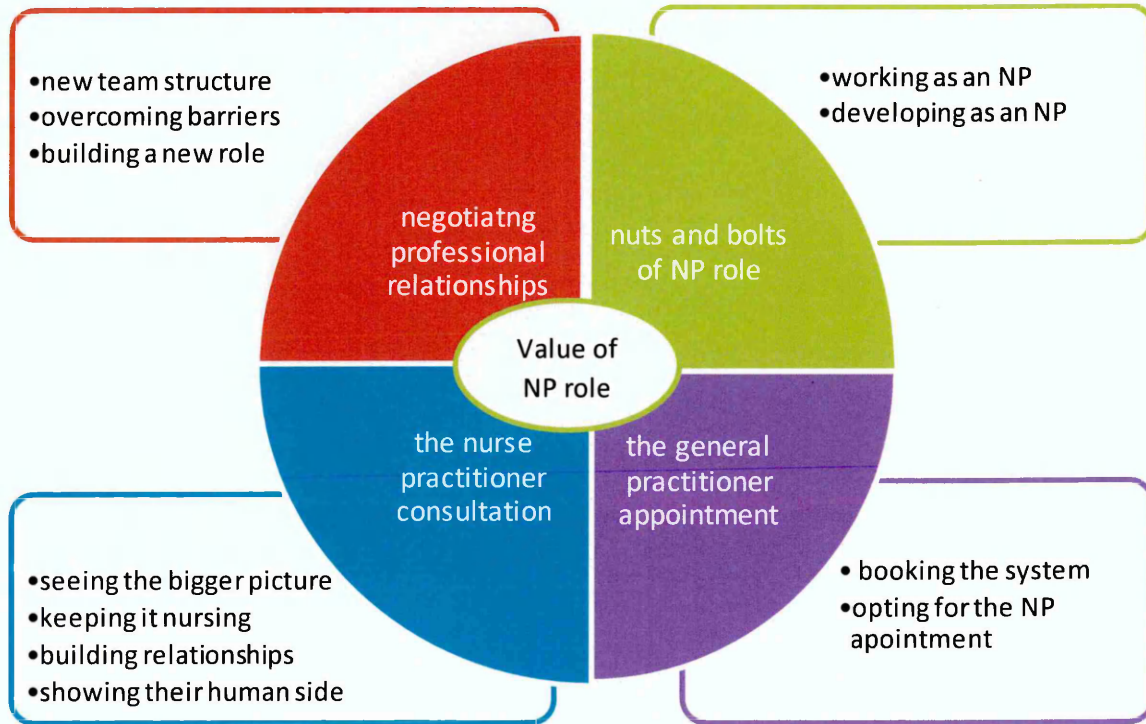 •new team structure
•overcoming barriers
•building a new role
•working as an NP
•developing as an NP
negotiatng
professional
relationships
nuts and bolts
of NP role
Value of
NP role
the nurse
practitioner
consultation
the general
practitioner
appointment
•seeing the bigger picture
•keeping it nursing
•building relationships
•showing their human side
• booking the system
•opting for the NP
apointment